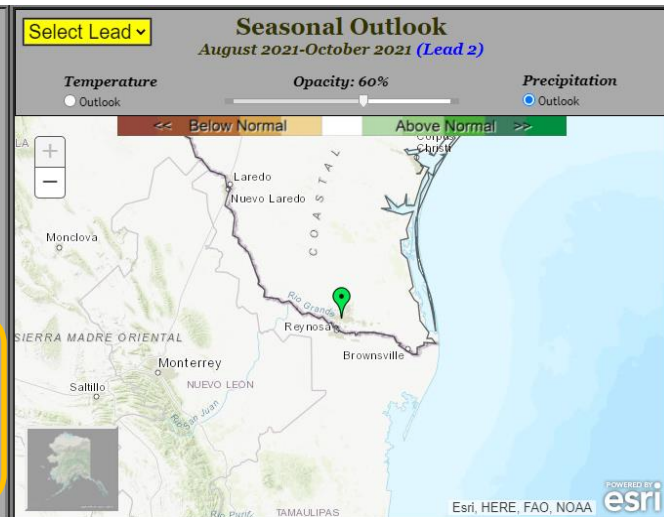 Select Lead
Seasonal Outlook
August 2021-October 2021 (Lead 2)
Temperature
Outlook
Opacity: 60%
Precipitation
Outlook
<< Below Normal
Above Normal >>
+
−
LA
Corpus
Christi
Laredo
Nuevo Laredo
COASTAL
Monclova
Rio Grande
Reynosa
Brownsville
SIERRA MADRE ORIENTAL
Monterrey
Saltillo
NUEVO LEON
Rio San Juan
TAMAULIPAS
Esri, HERE, FAO, NOAA
POWERED BY
esri